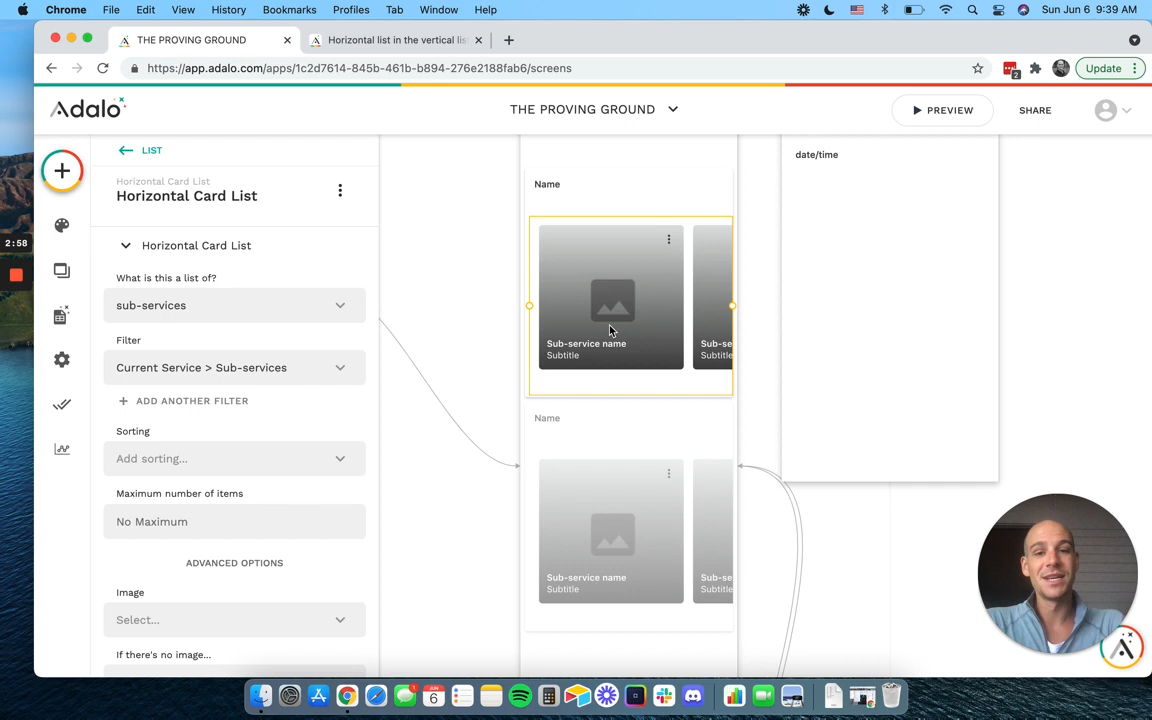 Chrome File Edit View History Bookmarks Profiles Tab Window Help Sun Jun 6 9:39 AM
THE PROVING GROUND Horizontal list in the vertical lis
https://app.adalo.com/apps/1c2d7614-845b-461b-b894-276e2188fab6/screens 2 Update
Adalo THE PROVING GROUND PREVIEW SHARE
LIST
Horizontal Card List
Horizontal Card List
2:58
Horizontal Card List
What is this a list of?
sub-services
Filter
Current Service > Sub-services
ADD ANOTHER FILTER
Sorting
Add sorting...
Maximum number of items
No Maximum
ADVANCED OPTIONS
Image
Select...
If there's no image...
Name
Sub-service name Sub-se
Subtitle Subtitle
Name
Sub-service name Sub-se
Subtitle Subtitle
date/time
1
JUN
6